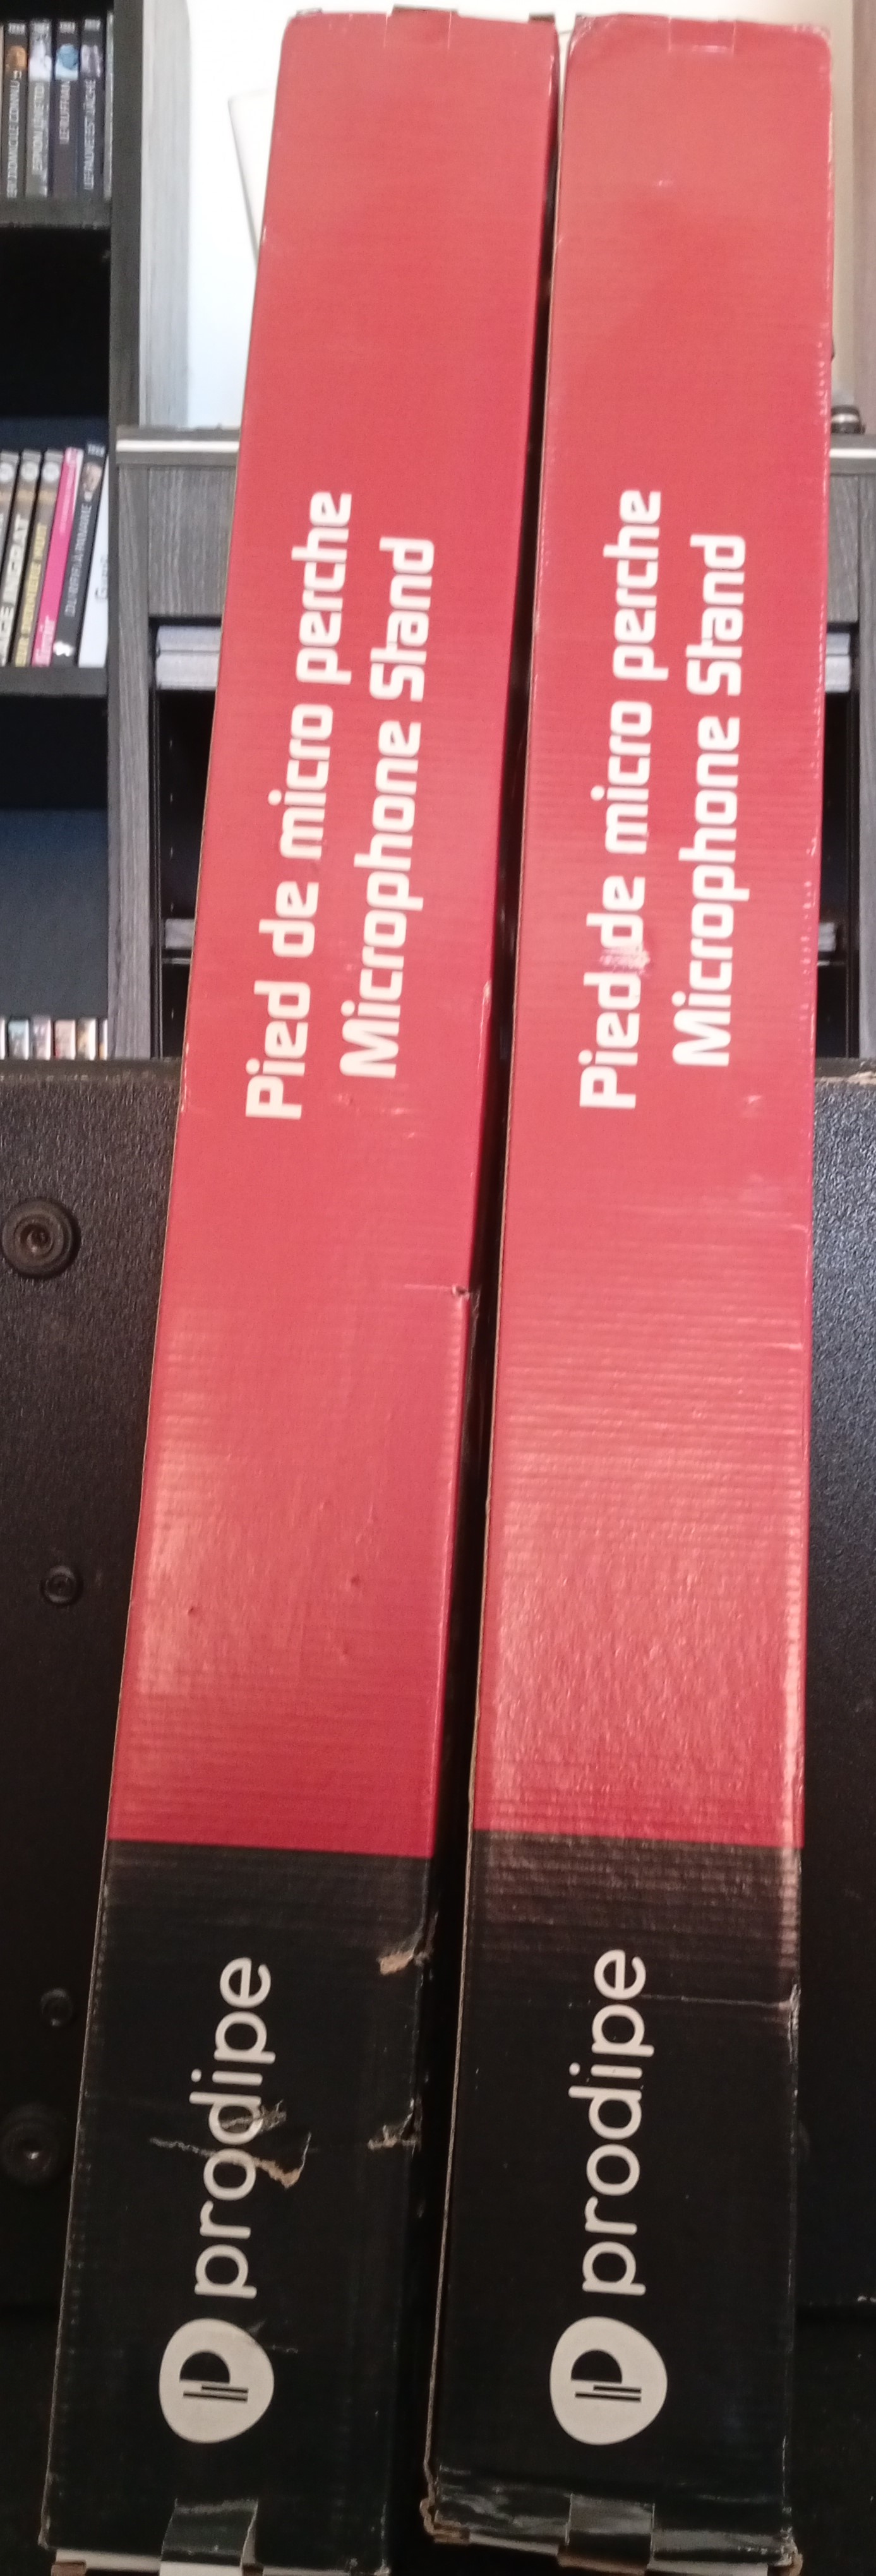 Pied de micro perche
Microphone Stand
prodipe
Pied de micro perche
Microphone Stand
prodipe